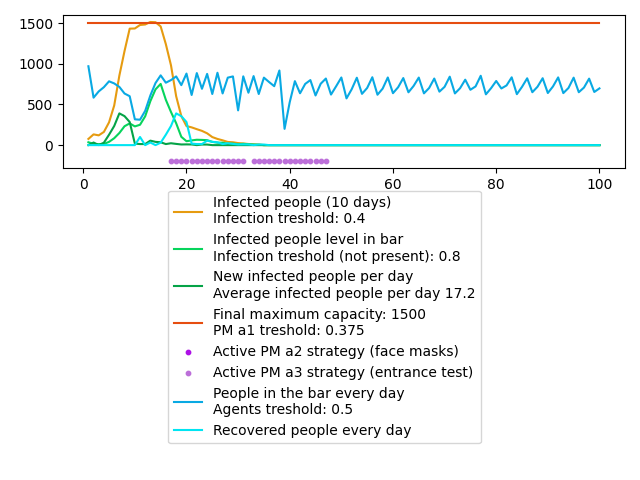 1500
1000
500
0
0
20
40
60
80
100
Infected people (10 days)
Infection treshold: 0.4
Infected people level in bar
Infection treshold (not present): 0.8
New infected people per day
Average infected people per day 17.2
Final maximum capacity: 1500
PM a1 treshold: 0.375
Active PM a2 strategy (face masks)
Active PM a3 strategy (entrance test)
People in the bar every day
Agents treshold: 0.5
Recovered people every day